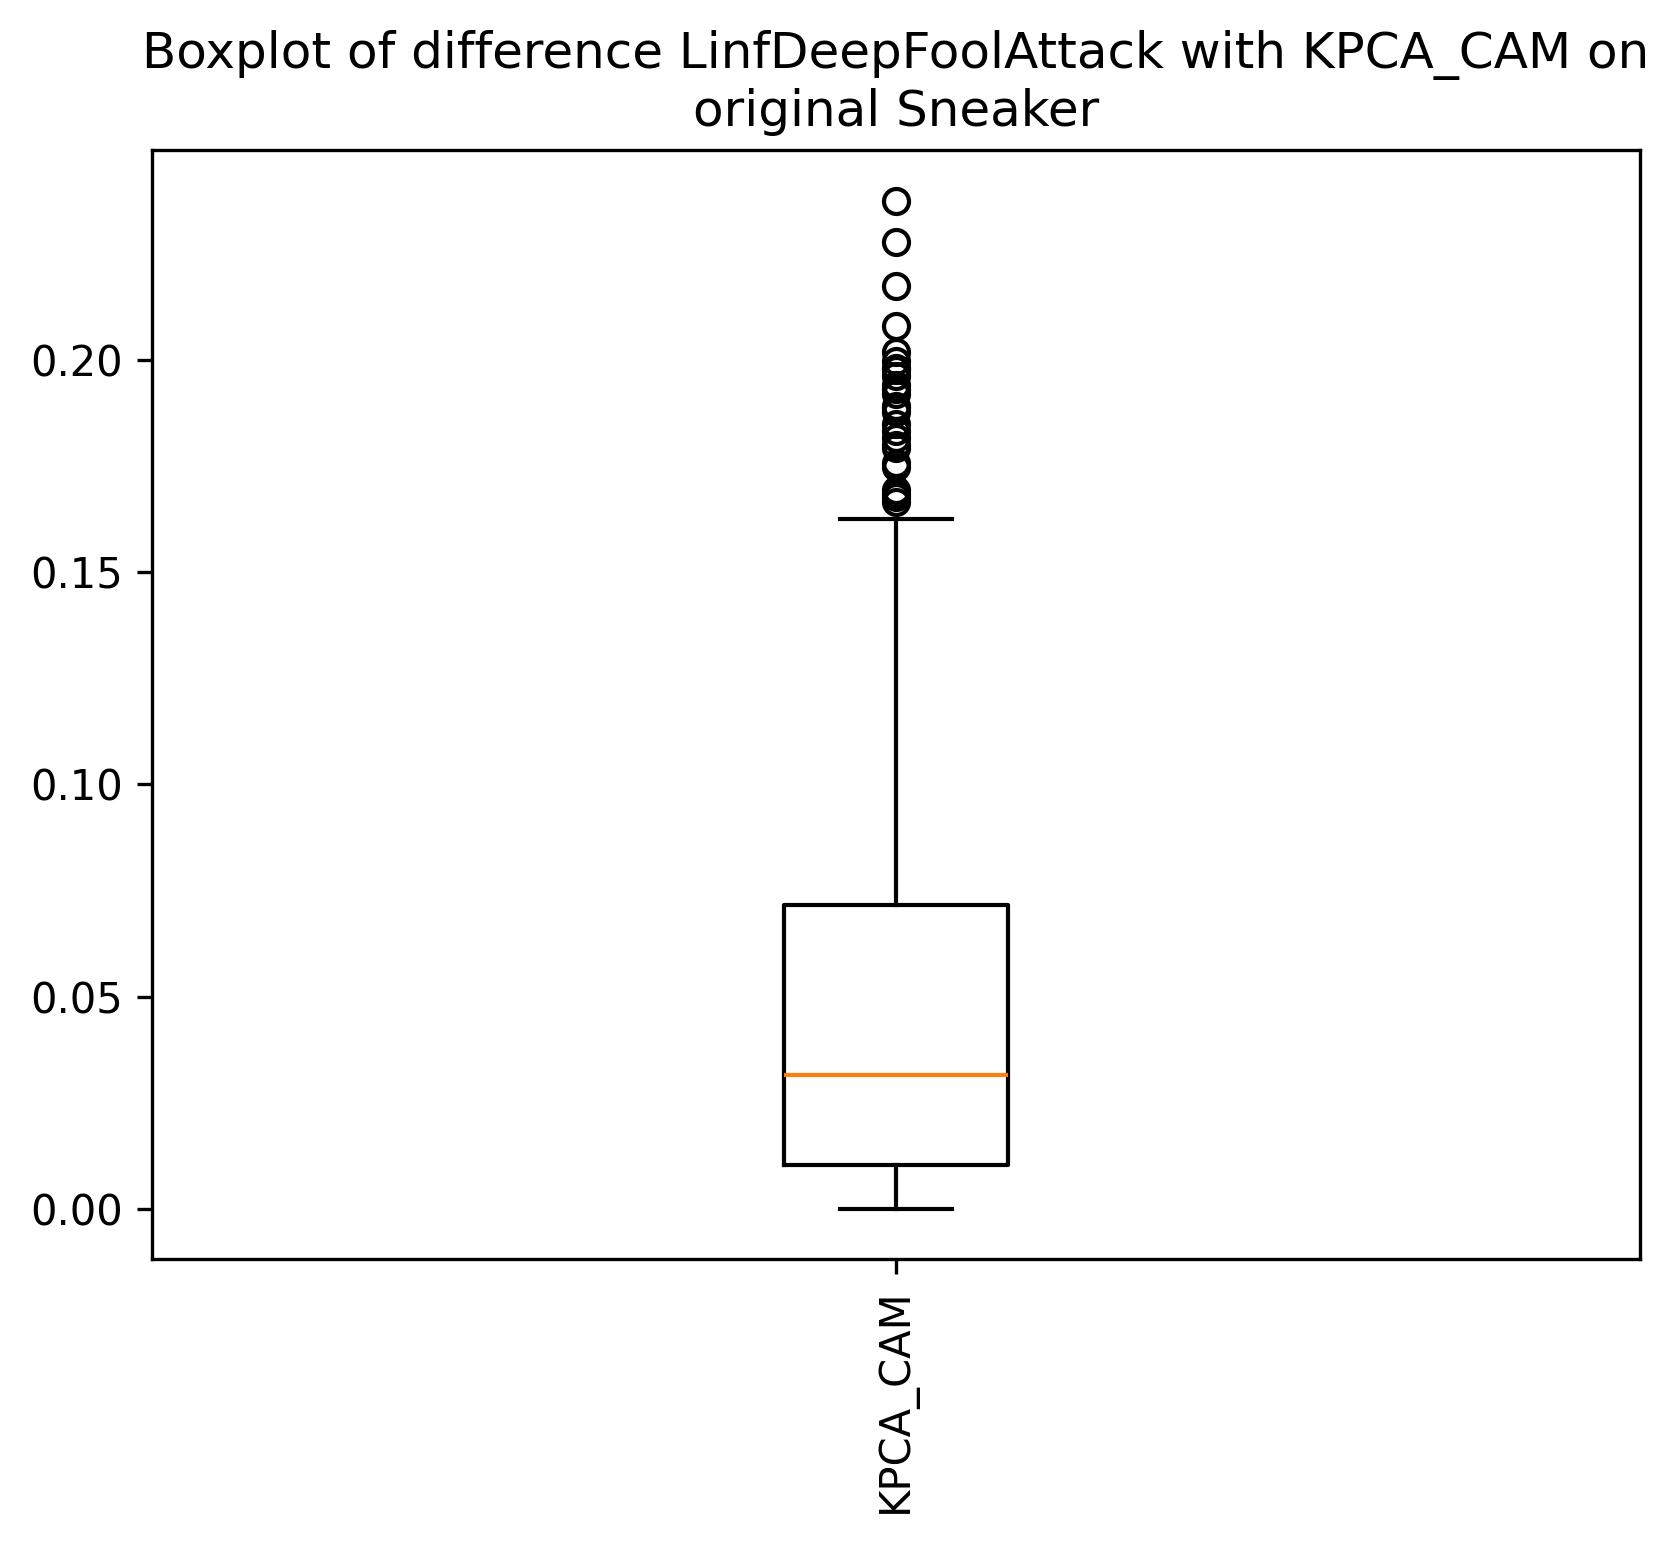 Boxplot of difference LinfDeepFoolAttack with KPCA_CAM on
original Sneaker
0.20
0.15
0.10
0.05
0.00
KPCA_CAM